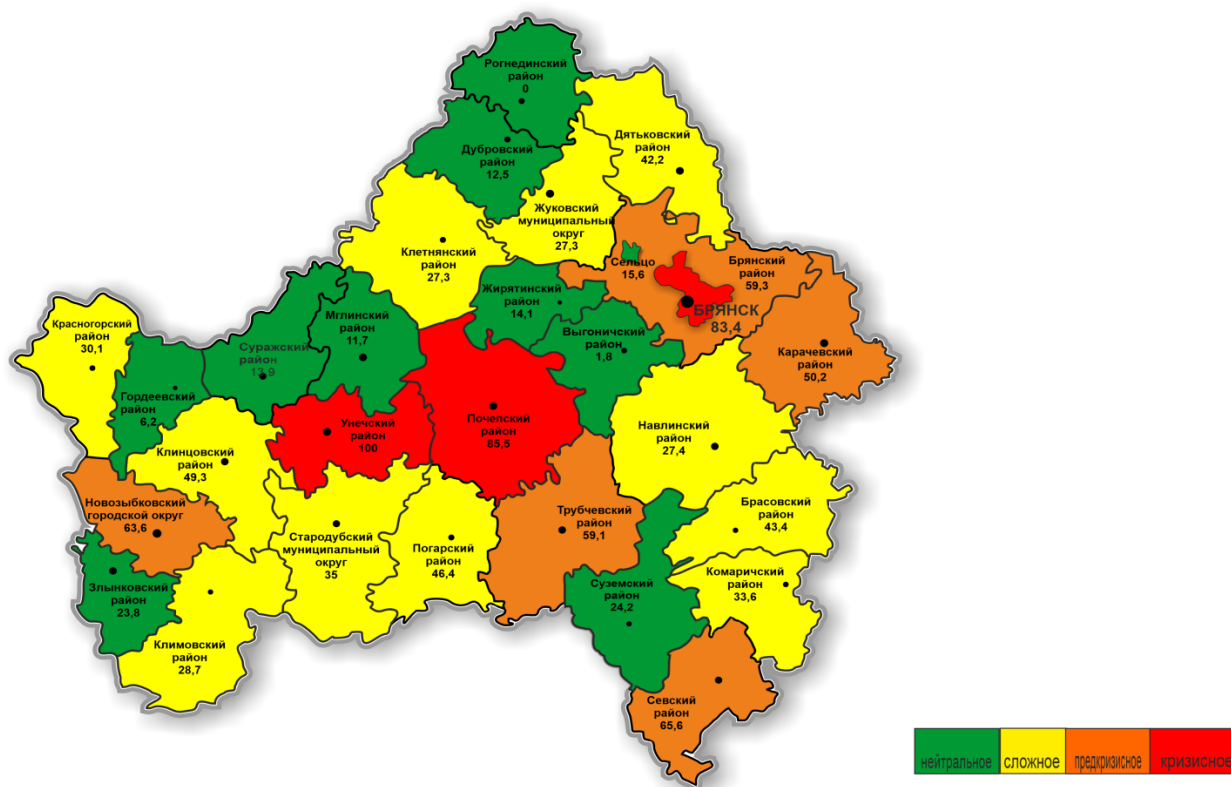 Рогнединский
район
0
Дубровский
район
12,5
Дятьковский
район
42,2
Жуковский
муниципальный
округ
27,3
Клетнянский
район
27,3
Сельцо
15,6
Брянский
район
59,3
БРЯНСК
83,4
Жирятинский
район
14,1
Выгоничский
район
1,8
Карачевский
район
50,2
Мглинский
район
11,7
Суражский
район
13,9
Красногорский
район
30,1
Гордеевский
район
6,2
Унечский
район
100
Почепский
район
85,5
Навлинский
район
27,4
Клинцовский
район
49,3
Новозыбковский
городской округ
63,6
Стародубский
муниципальный
округ
35
Погарский
район
46,4
Трубчевский
район
59,1
Брасовский
район
43,4
Комаричский
район
33,6
Суземский
район
24,2
Злынковский
район
23,8
Климовский
район
28,7
Севский
район
65,6
нейтральное
сложное
предкризисное
кризисное